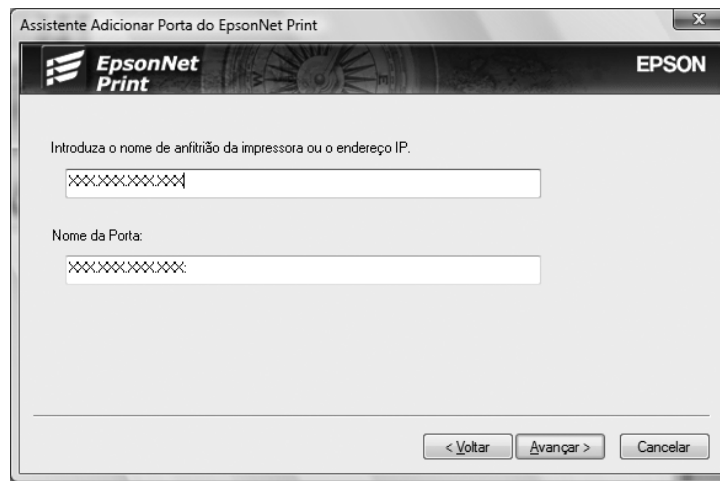 Assistente Adicionar Porta do EpsonNet Print
EpsonNet
Print
EPSON
Introduza o nome de anfitrião da impressora ou o endereço IP.
XXX.XXX.XXX.XXX
Nome da Porta:
XXX.XXX.XXX.XXX:
< Voltar
Avançar >
Cancelar